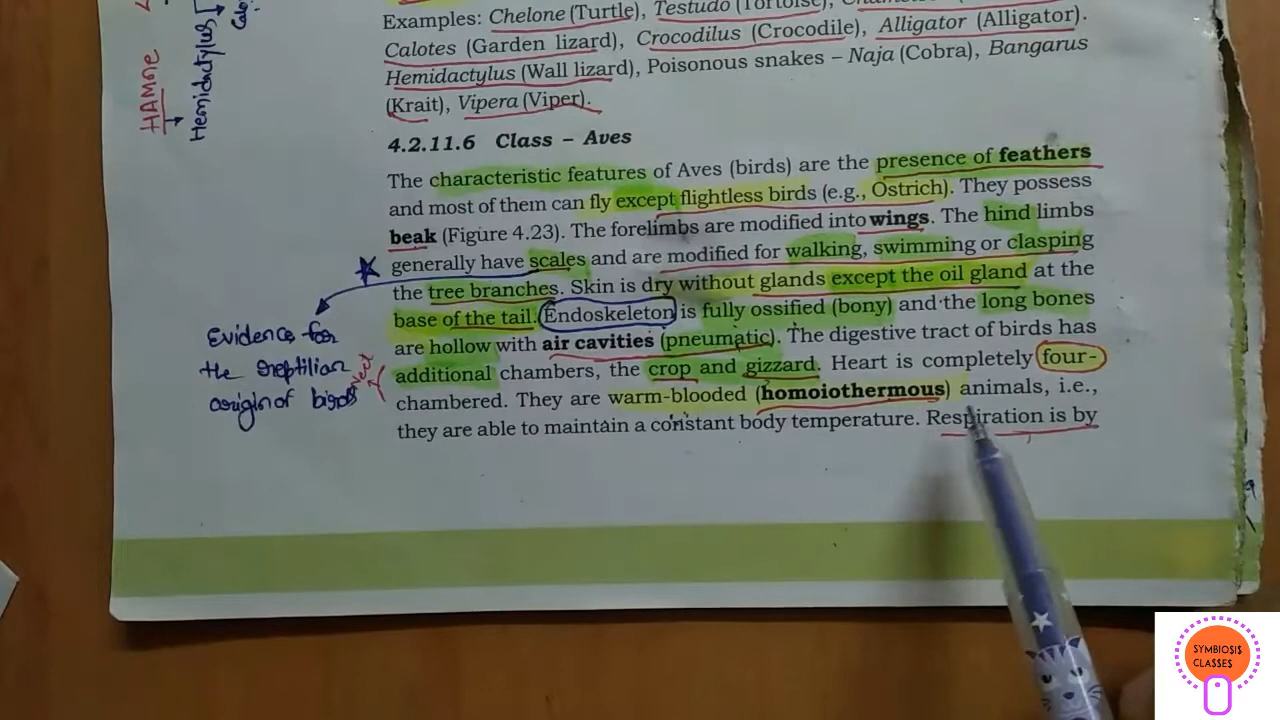 Examples: Chelone (Turtle), Testudo (Tortoise),
Calotes (Garden lizard), Crocodilus (Crocodile), Alligator (Alligator).
Hemidactylus (Wall lizard), Poisonous snakes – Naja (Cobra), Bangarus
(Krait), Vipera (Viper).
HAMNE
Hemidactylus
Calo
4.2.11.6 Class – Aves
The characteristic features of Aves (birds) are the presence of feathers
and most of them can fly except flightless birds (e.g., Ostrich). They possess
beak (Figure 4.23). The forelimbs are modified into wings. The hind limbs
generally have scales and are modified for walking, swimming or clasping
the tree branches. Skin is dry without glands except the oil gland at the
base of the tail. Endoskeleton is fully ossified (bony) and the long bones
are hollow with air cavities (pneumatic). The digestive tract of birds has
additional chambers, the crop and gizzard. Heart is completely four-
chambered. They are warm-blooded (homoiothermous) animals, i.e.,
they are able to maintain a constant body temperature. Respiration is by
Evidence for
the reptilian
origin of birds
SYMBIOSIS
CLASSES